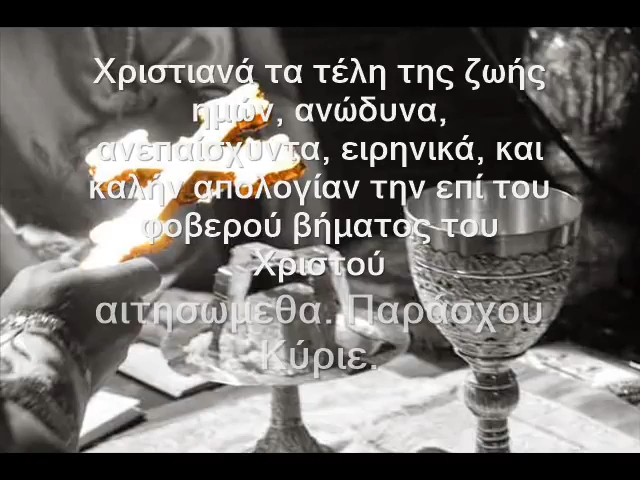 Χριστιανά τα τέλη της ζωής
ημών, ανώδυνα,
ανεπαίσχυντα, ειρηνικά, και
καλήν απολογίαν την επί του
φοβερού βήματος του
Χριστού
αιτησωμεθα. Παράσχου
Κύριε.